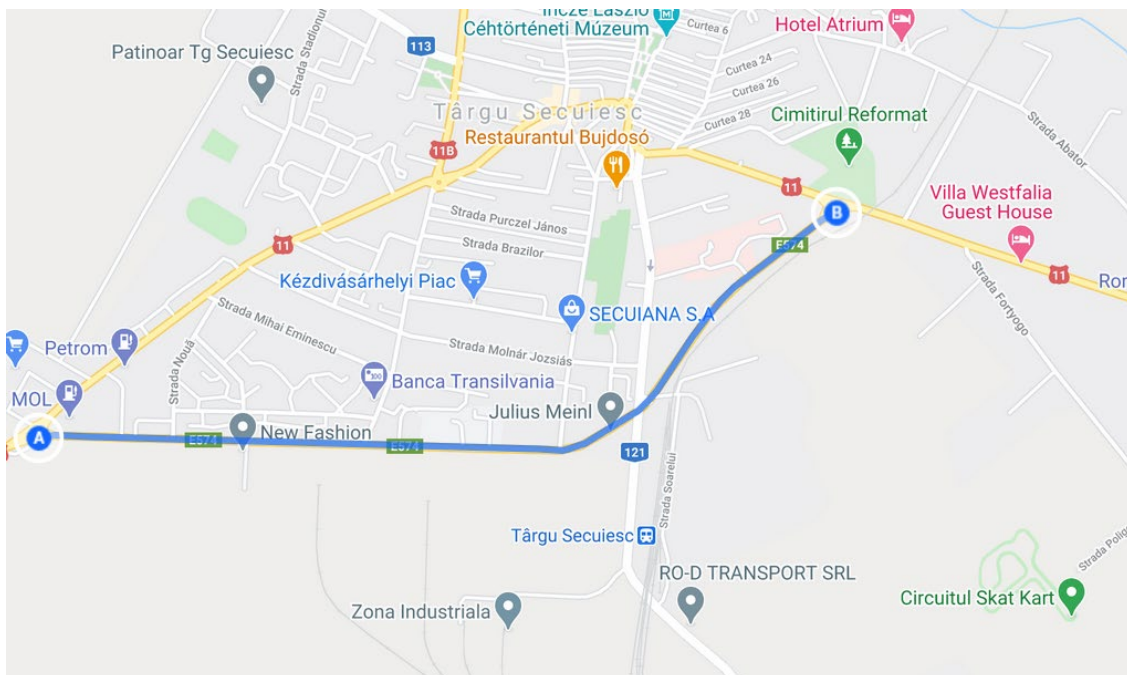 Incze László
Céhtörténeti Múzeum
Curtea 6
Hotel Atrium
113
Patinoar Tg Secuiesc
Strada Stadionului
Curtea 24
Curtea 26
Curtea 28
Târgu Secuiesc
Restaurantul Bujdosó
Cimitirul Reformat
Strada Abator
11B
11
Villa Westfalia
Guest House
B
E574
Strada Purczel János
Strada Brazilor
11
11
Kézdivásárhelyi Piac
Strada Fortyogo
SECUIANA S.A
Strada Mihai Eminescu
Petrom
Strada Nouă
Strada Molnár Jozsiás
Banca Transilvania
MOL
Julius Meinl
A
New Fashion
E574
E574
121
Strada Soarelui
Târgu Secuiesc
RO-D TRANSPORT SRL
Zona Industriala
Circuitul Skat Kart